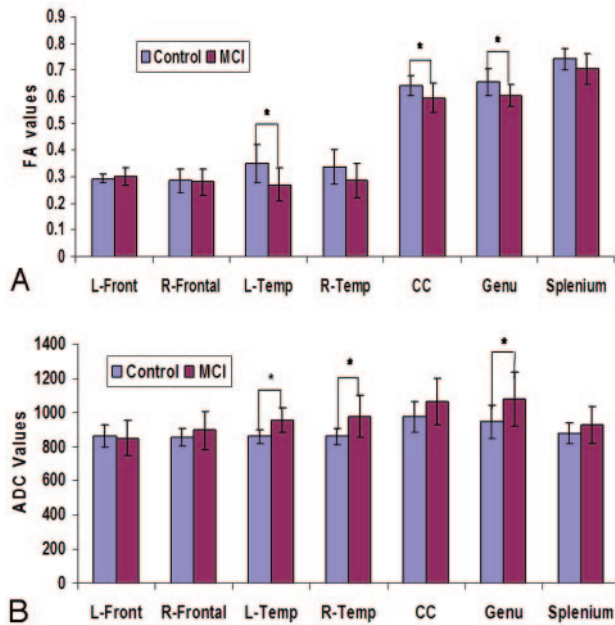 0.9
0.8
0.7
0.6
0.5
0.4
0.3
0.2
0.1
0
FA values
Control MCI
* * *
A
L-Front R-Frontal L-Temp R-Temp CC Genu Splenium
1400
1200
1000
800
600
400
200
0
ADC Values
Control MCI
* * *
B
L-Front R-Frontal L-Temp R-Temp CC Genu Splenium